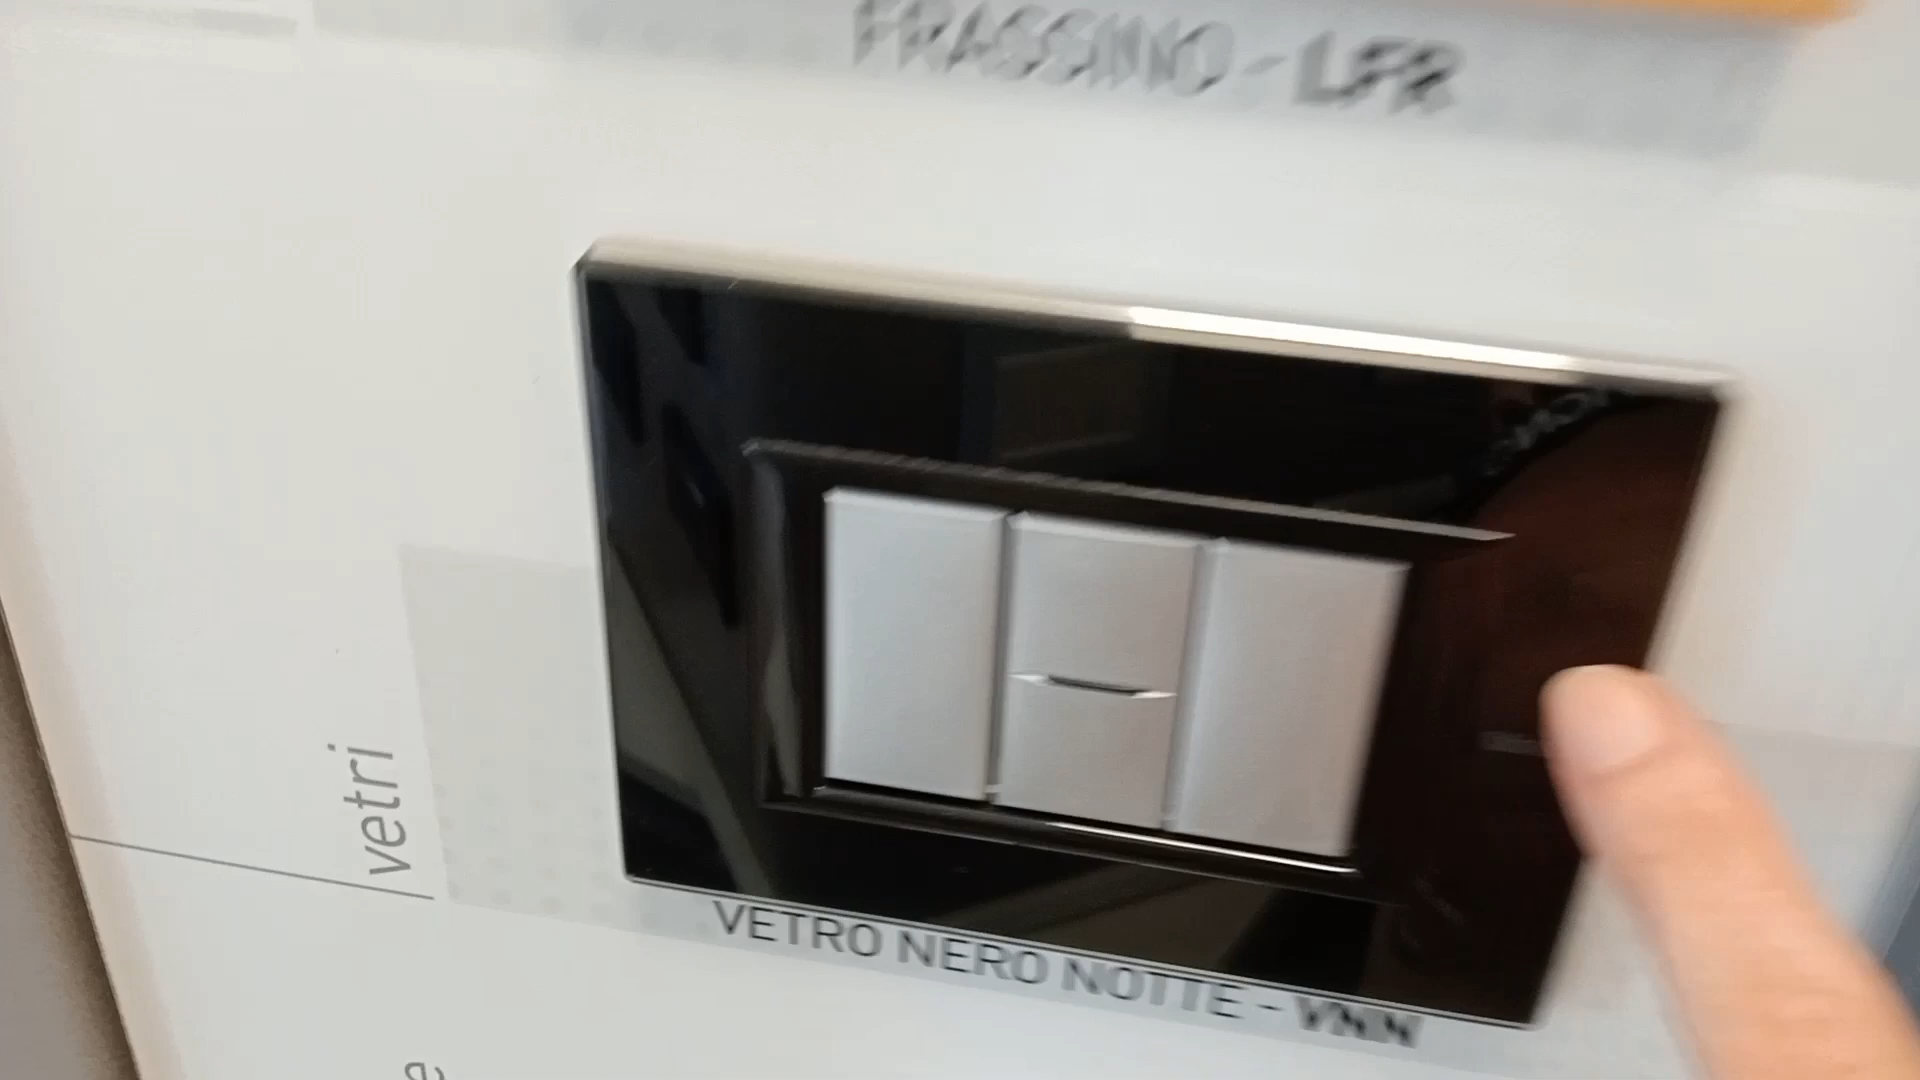 FRASSINO - LFR
vetri
VETRO NERO NOTTE - VNN